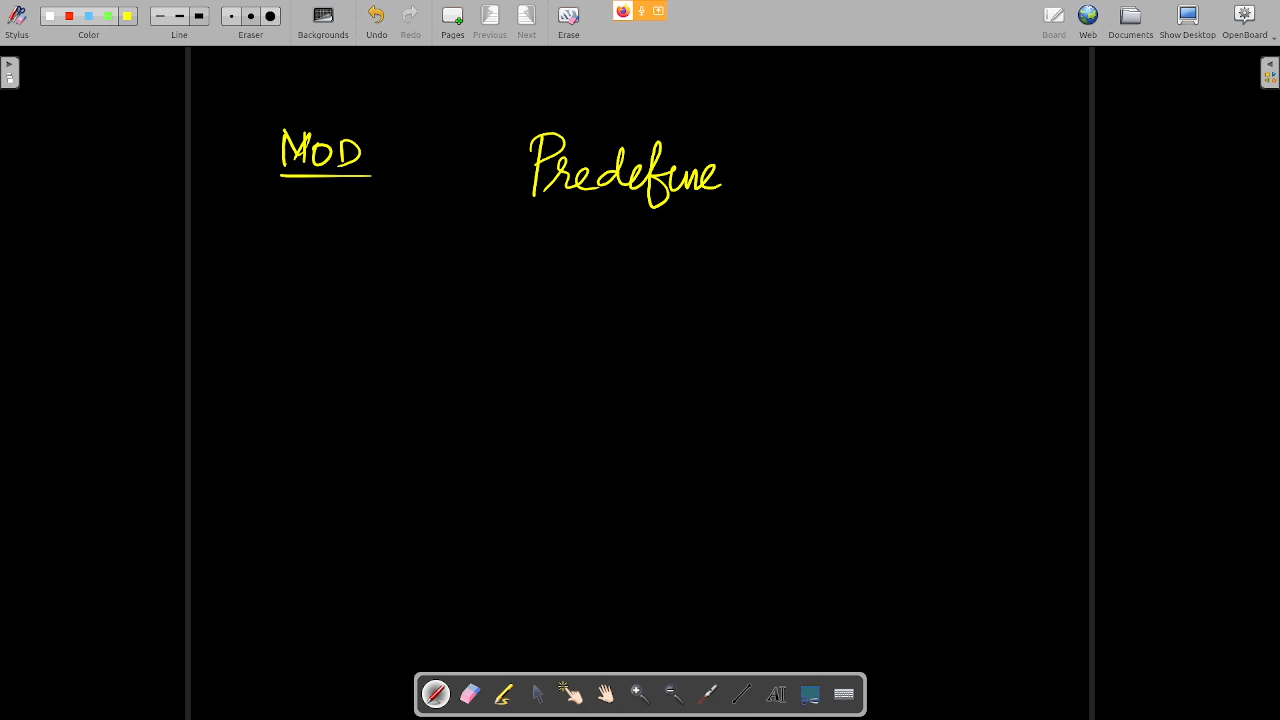 Stylus Color Line Eraser Backgrounds Undo Redo Pages Previous Next Erase Board Web Documents Show Desktop OpenBoard
MOD Predefine
AI